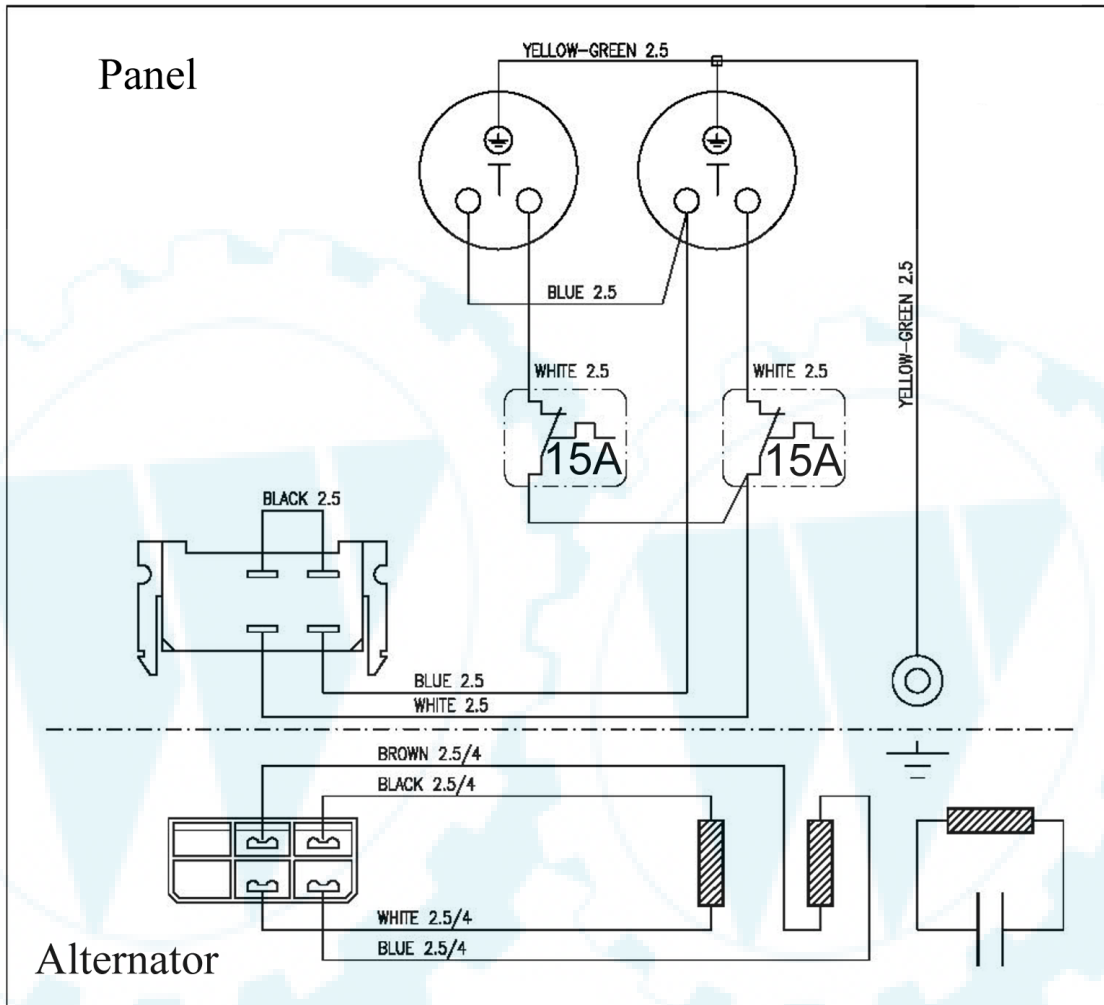 YELLOW-GREEN 2.5
Panel
BLUE 2.5
YELLOW-GREEN 2.5
WHITE 2.5
WHITE 2.5
15A
15A
BLACK 2.5
BLUE 2.5
WHITE 2.5
BROWN 2.5/4
BLACK 2.5/4
WHITE 2.5/4
BLUE 2.5/4
Alternator